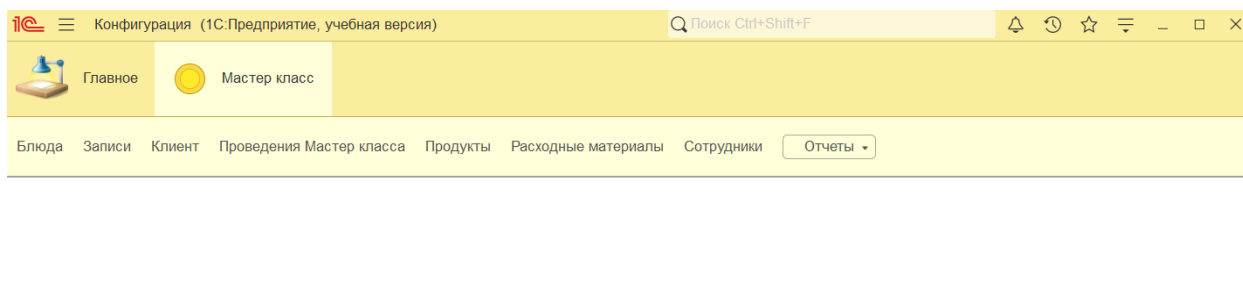 1С Конфигурация (1С:Предприятие, учебная версия) Поиск Ctrl+Shift+F
Главное Мастер класс
Блюда Записи Клиент Проведения Мастер класса Продукты Расходные материалы Сотрудники Отчеты